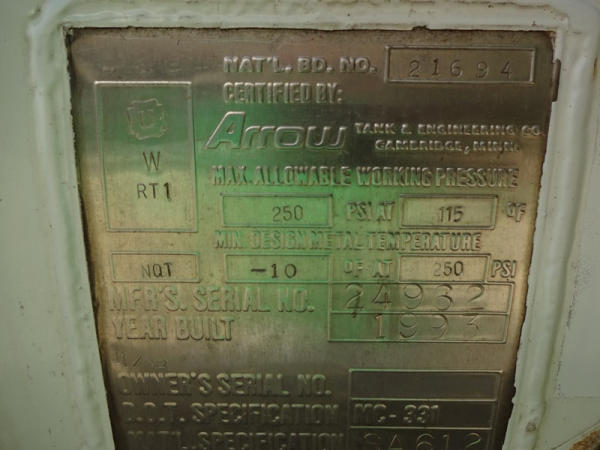 NAT'L. BD. NO. 21694
CERTIFIED BY:
U
W
RT1
Arrow TANK & ENGINEERING CO.
CAMBRIDGE, MINN.
MAX. ALLOWABLE WORKING PRESSURE
250 PSI AT 115 °F
MIN. DESIGN METAL TEMPERATURE
NQT -10 °F AT 250 PSI
MFR'S. SERIAL NO. 24932
YEAR BUILT 1993
OWNER'S SERIAL NO.
D.O.T. SPECIFICATION MC-331
MAT'L. SPECIFICATION SA612